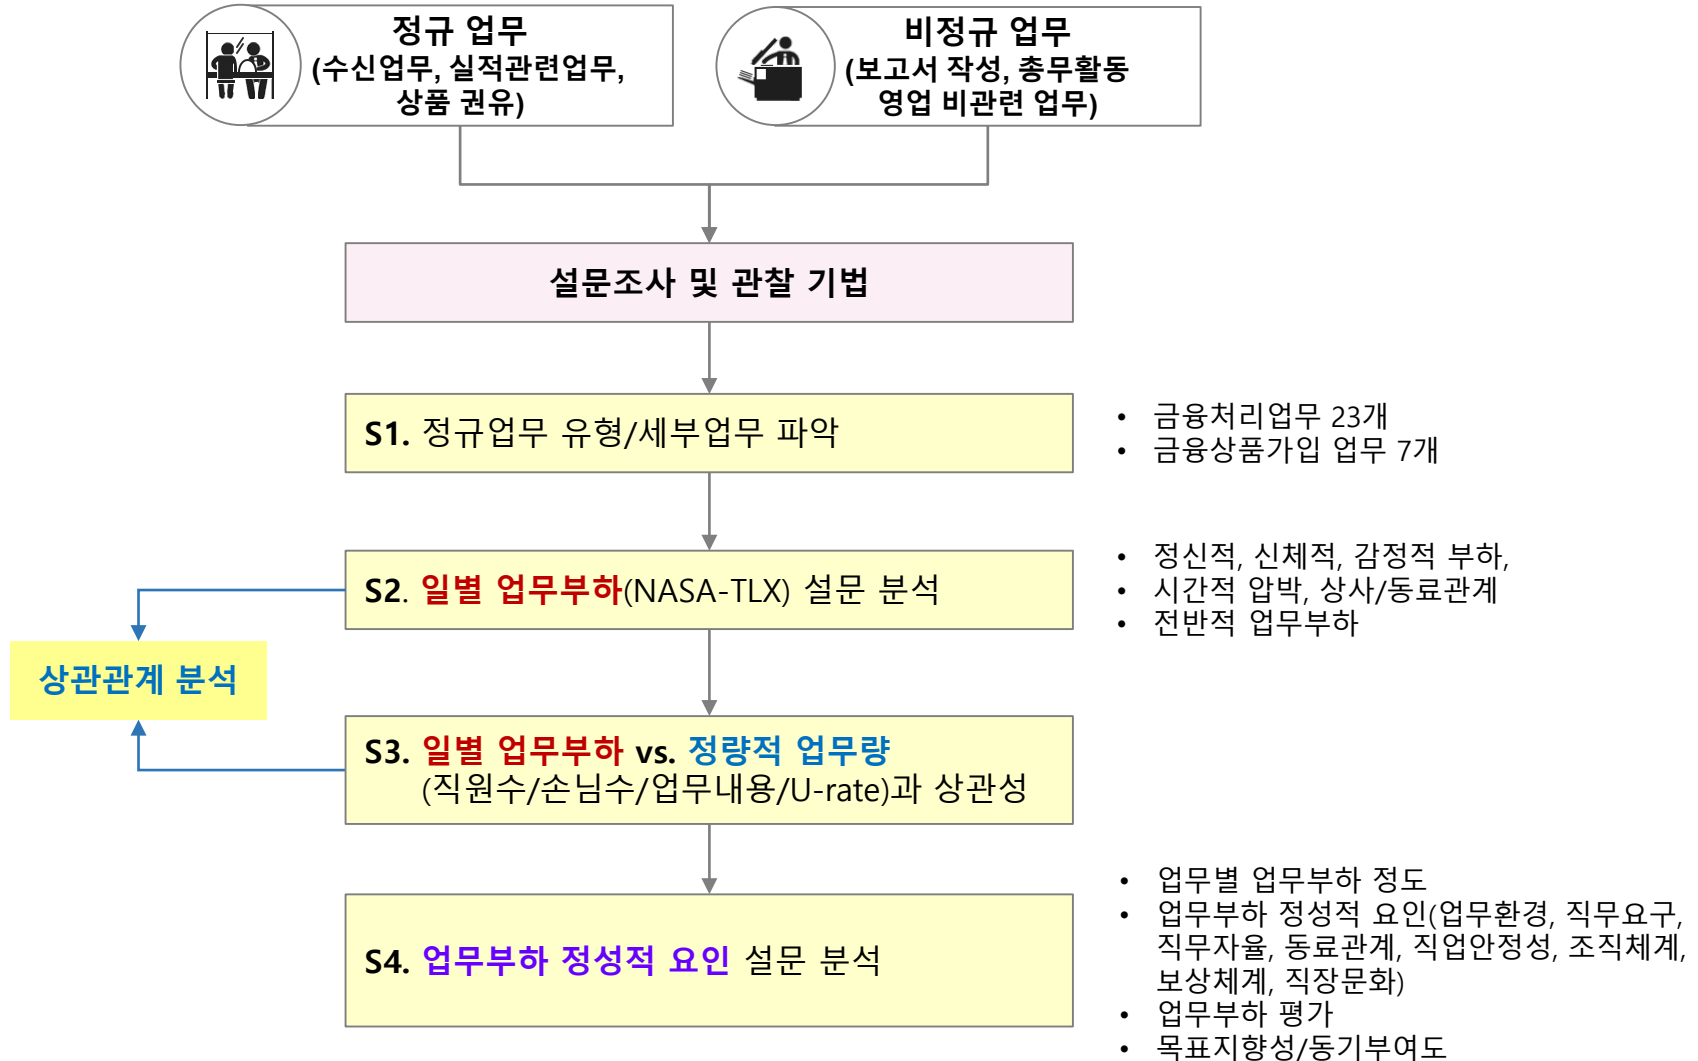 정규 업무
(수신업무, 실적관련업무,
상품 권유)
비정규 업무
(보고서 작성, 총무활동
영업 비관련 업무)
설문조사 및 관찰 기법
S1. 정규업무 유형/세부업무 파악
• 금융처리업무 23개
• 금융상품가입 업무 7개
S2. 일별 업무부하(NASA-TLX) 설문 분석
• 정신적, 신체적, 감정적 부하,
• 시간적 압박, 상사/동료관계
• 전반적 업무부하
상관관계 분석
S3. 일별 업무부하 vs. 정량적 업무량
(직원수/손님수/업무내용/U-rate)과 상관성
S4. 업무부하 정성적 요인 설문 분석
• 업무별 업무부하 정도
• 업무부하 정성적 요인(업무환경, 직무요구,
직무자율, 동료관계, 직업안정성, 조직체계,
보상체계, 직장문화)
• 업무부하 평가
• 목표지향성/동기부여도